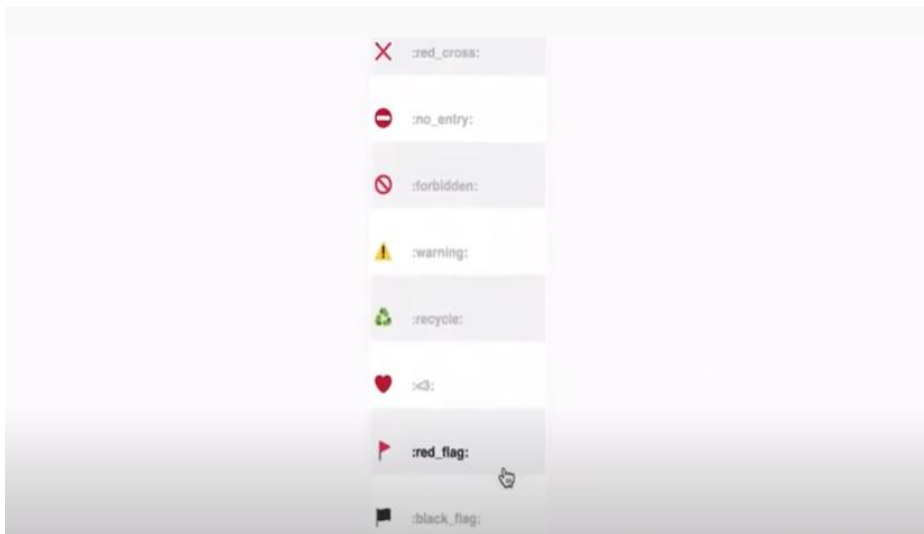 :red_cross:
:no_entry:
:forbidden:
:warning:
:recycle:
:<3:
:red_flag:
:black_flag: